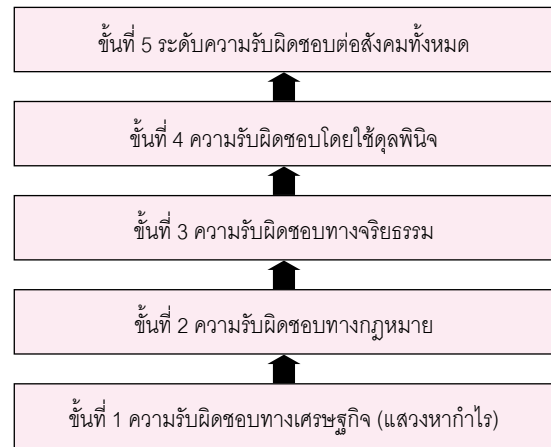 ขั้นที่ 5 ระดับความรับผิดชอบต่อสังคมทั้งหมด
ขั้นที่ 4 ความรับผิดชอบโดยใช้ดุลพินิจ
ขั้นที่ 3 ความรับผิดชอบทางจริยธรรม
ขั้นที่ 2 ความรับผิดชอบทางกฎหมาย
ขั้นที่ 1 ความรับผิดชอบทางเศรษฐกิจ (แสวงหากำไร)